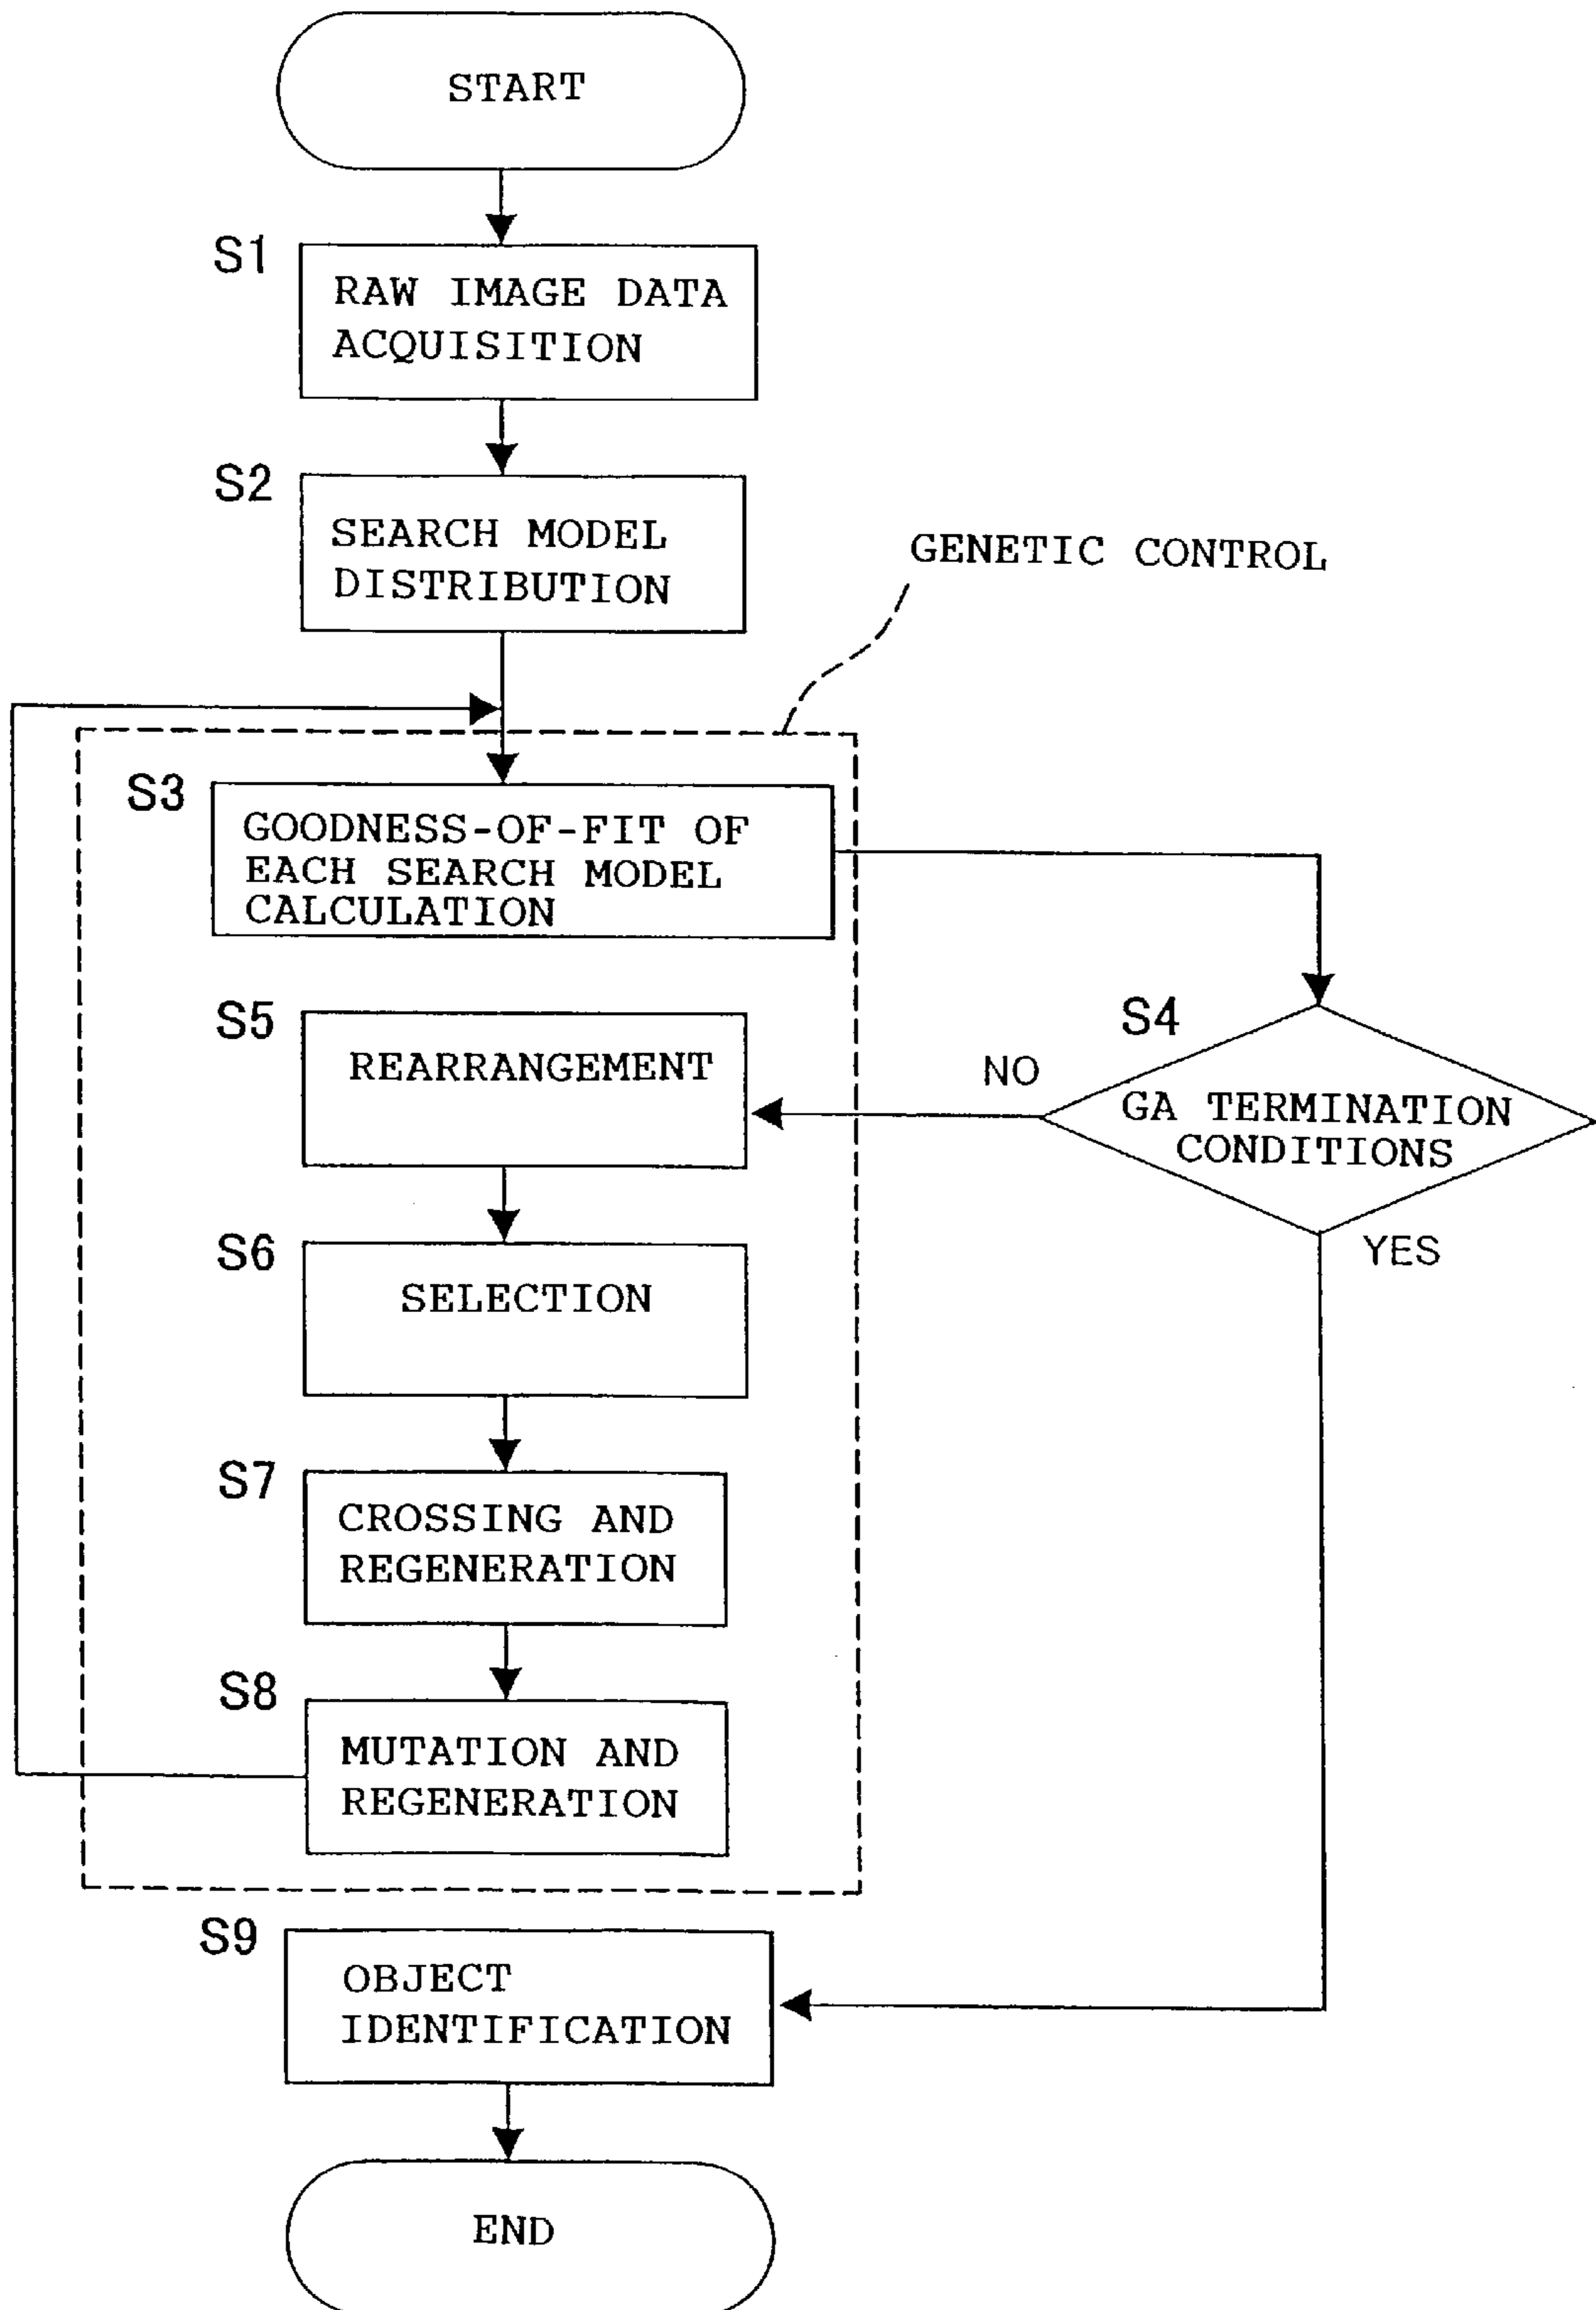 START
S1
RAW IMAGE DATA
ACQUISITION
S2
SEARCH MODEL
DISTRIBUTION
GENETIC CONTROL
S3
GOODNESS-OF-FIT OF
EACH SEARCH MODEL
CALCULATION
S4
GA TERMINATION
CONDITIONS
NO
YES
S5
REARRANGEMENT
S6
SELECTION
S7
CROSSING AND
REGENERATION
S8
MUTATION AND
REGENERATION
S9
OBJECT
IDENTIFICATION
END